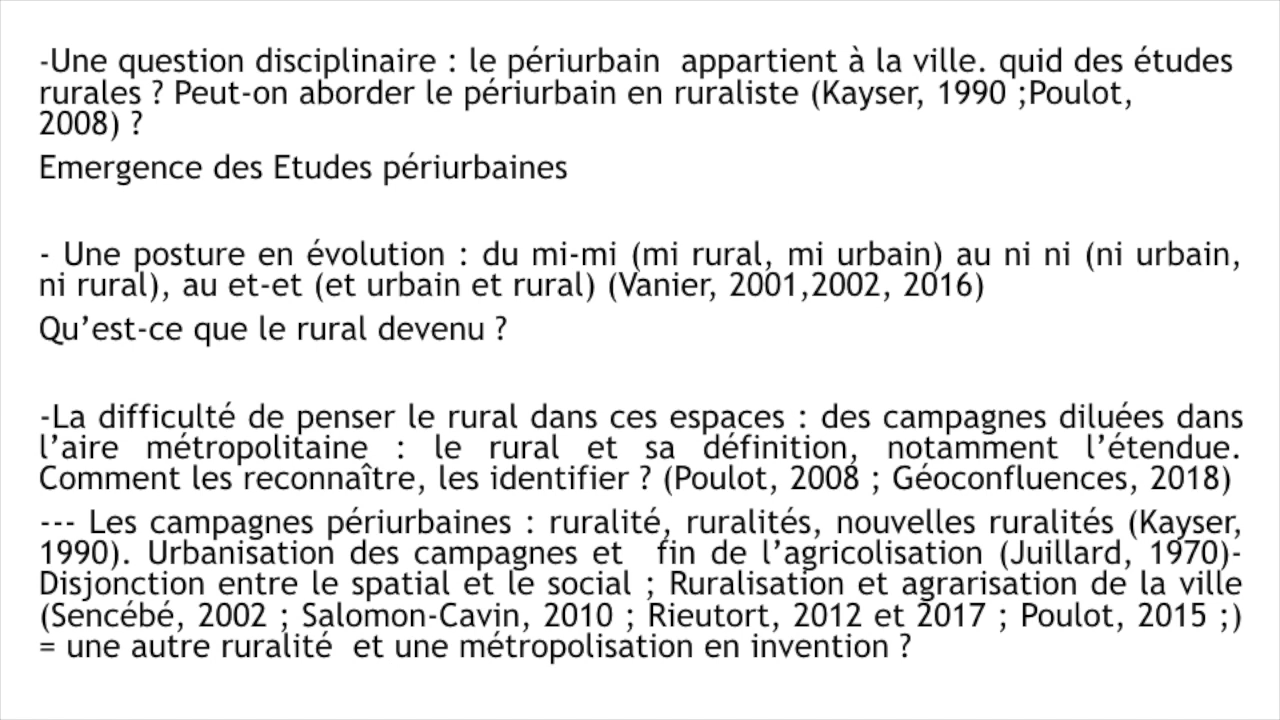 -Une question disciplinaire : le périurbain  appartient à la ville. quid des études
rurales ? Peut-on aborder le périurbain en ruraliste (Kayser, 1990 ;Poulot,
2008) ?
Emergence des Etudes périurbaines
- Une posture en évolution : du mi-mi (mi rural, mi urbain) au ni ni (ni urbain,
ni rural), au et-et (et urbain et rural) (Vanier, 2001,2002, 2016)
Qu’est-ce que le rural devenu ?
-La difficulté de penser le rural dans ces espaces : des campagnes diluées dans
l’aire métropolitaine : le rural et sa définition, notamment l’étendue.
Comment les reconnaître, les identifier ? (Poulot, 2008 ; Géoconfluences, 2018)
--- Les campagnes périurbaines : ruralité, ruralités, nouvelles ruralités (Kayser,
1990). Urbanisation des campagnes et  fin de l’agricolisation (Juillard, 1970)-
Disjonction entre le spatial et le social ; Ruralisation et agrarisation de la ville
(Sencébé, 2002 ; Salomon-Cavin, 2010 ; Rieutort, 2012 et 2017 ; Poulot, 2015 ;)
= une autre ruralité  et une métropolisation en invention ?